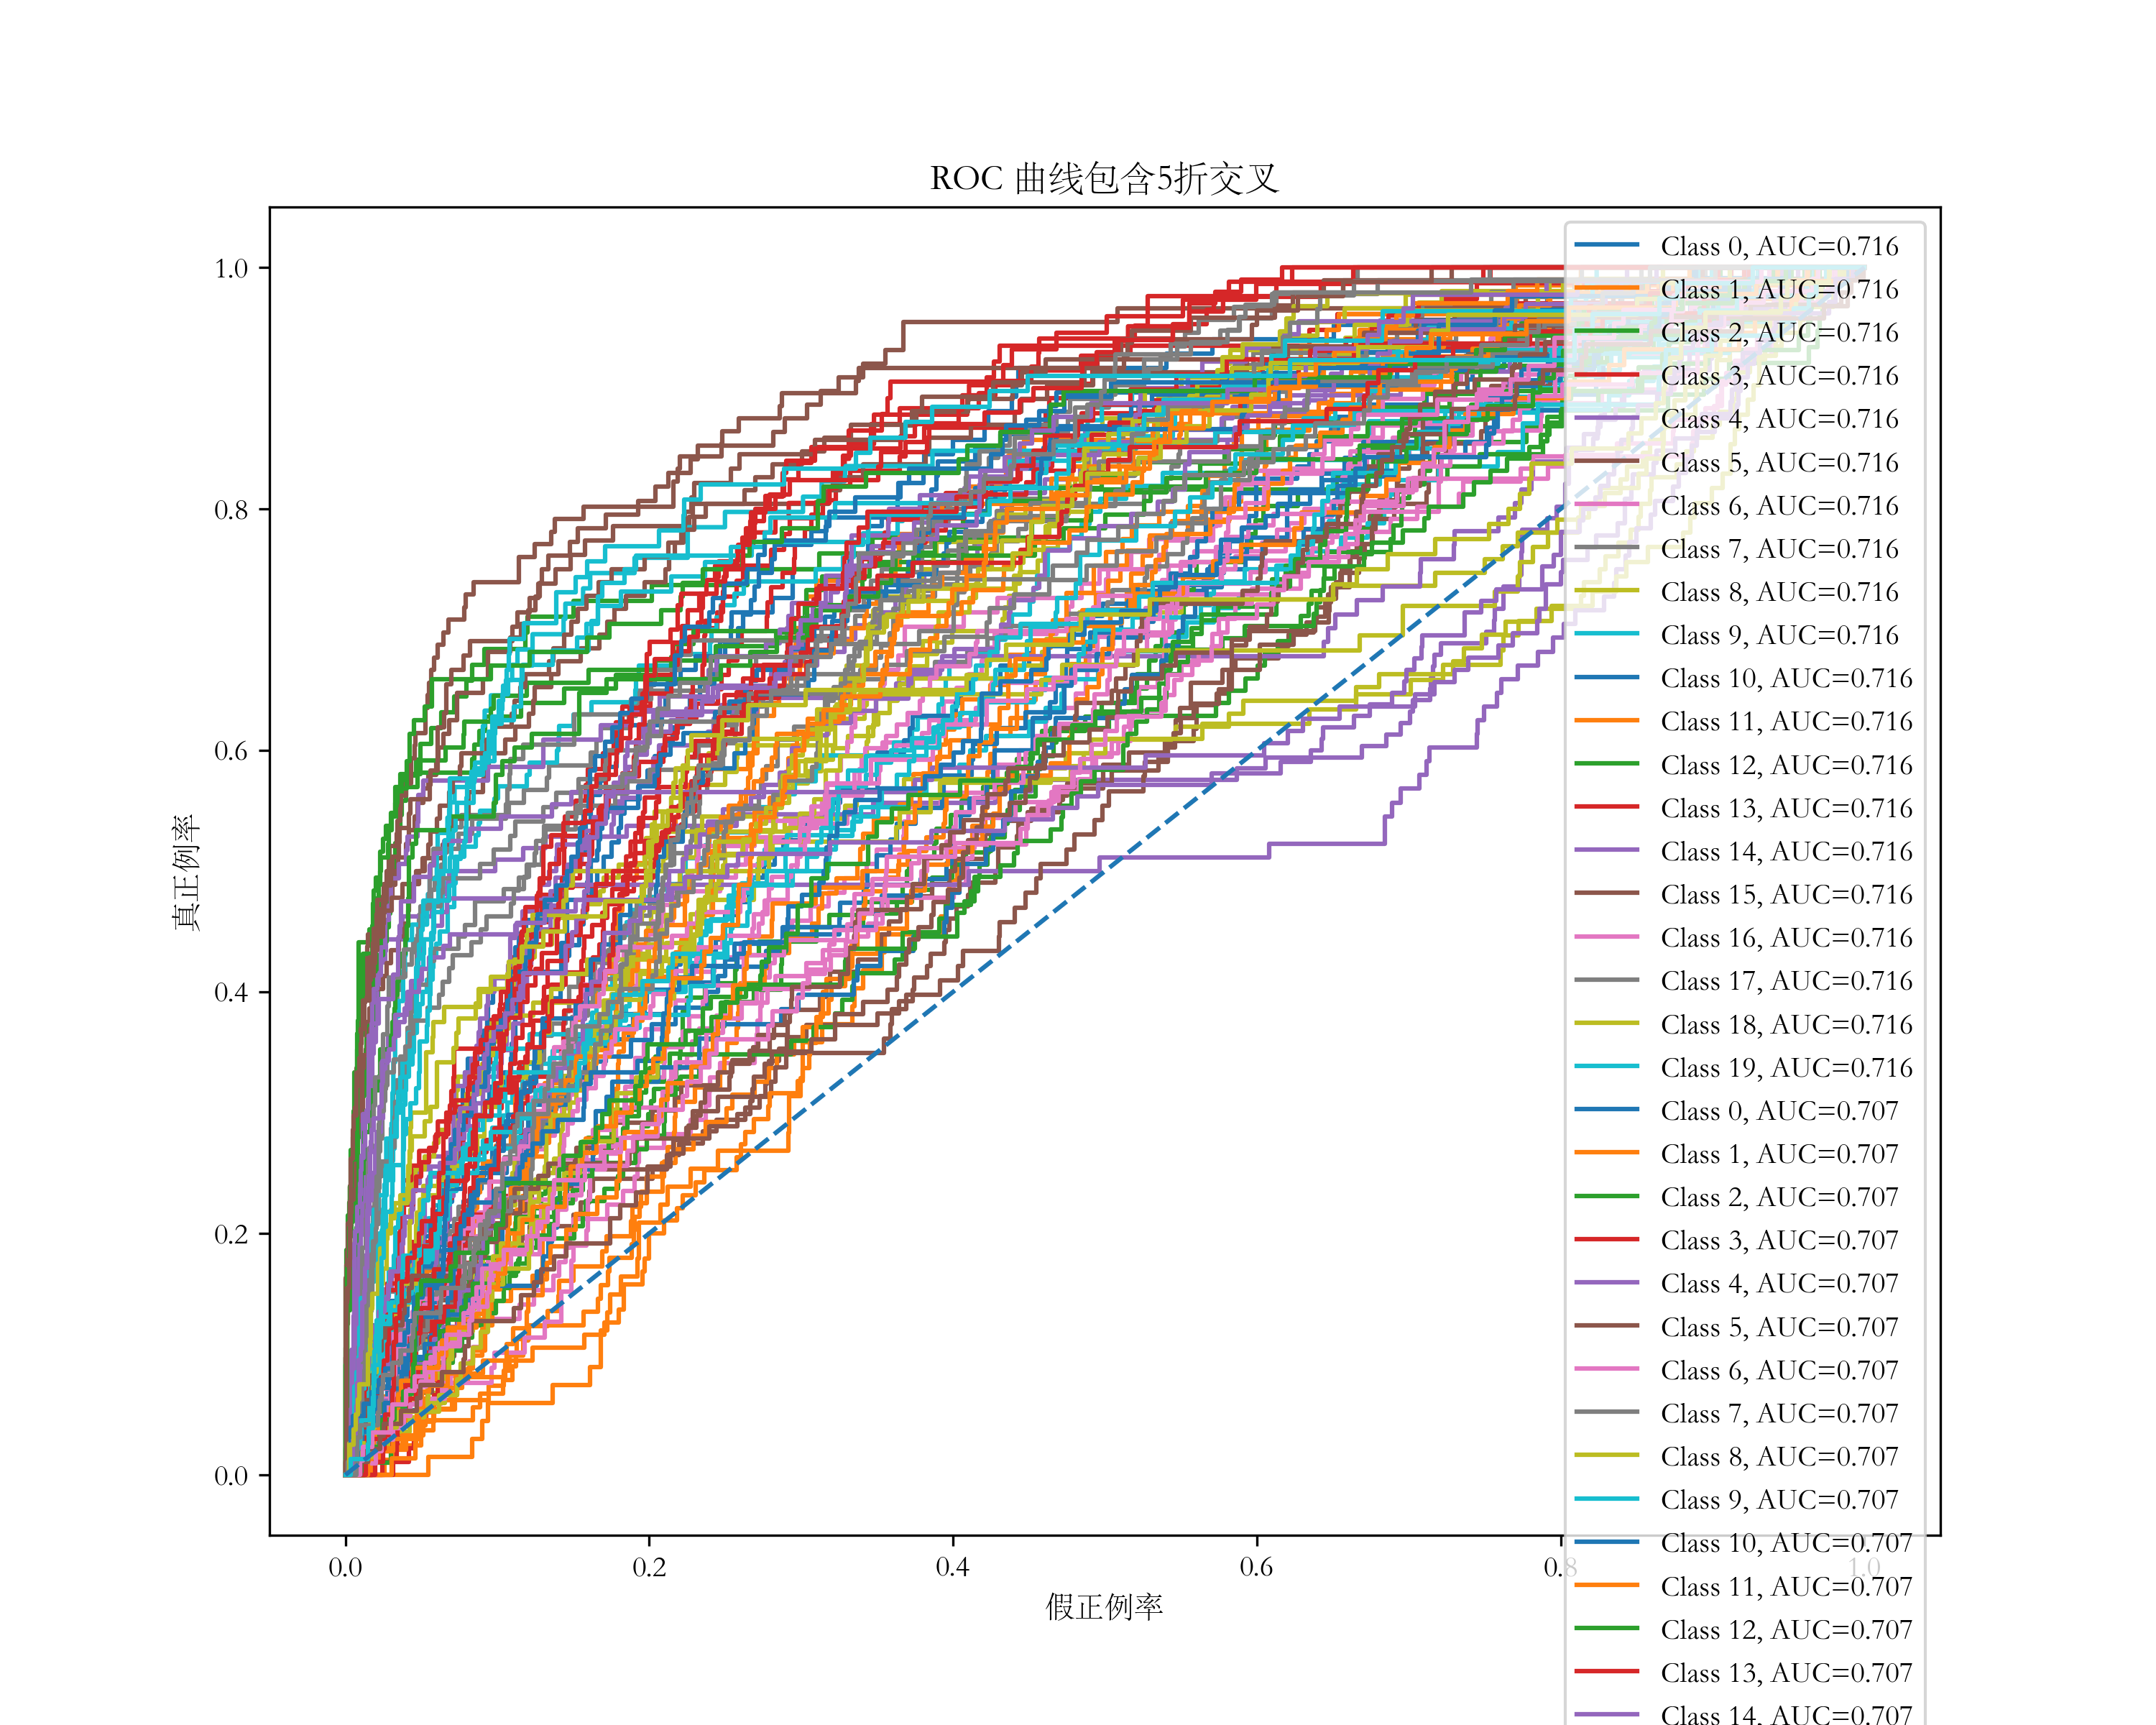 ROC 曲线包含5折交叉
真正例率
1.0
0.8
0.6
0.4
0.2
0.0
0.0
0.2
0.4
0.6
0.8
1.0
假正例率
Class 0, AUC=0.716
Class 1, AUC=0.716
Class 2, AUC=0.716
Class 3, AUC=0.716
Class 4, AUC=0.716
Class 5, AUC=0.716
Class 6, AUC=0.716
Class 7, AUC=0.716
Class 8, AUC=0.716
Class 9, AUC=0.716
Class 10, AUC=0.716
Class 11, AUC=0.716
Class 12, AUC=0.716
Class 13, AUC=0.716
Class 14, AUC=0.716
Class 15, AUC=0.716
Class 16, AUC=0.716
Class 17, AUC=0.716
Class 18, AUC=0.716
Class 19, AUC=0.716
Class 0, AUC=0.707
Class 1, AUC=0.707
Class 2, AUC=0.707
Class 3, AUC=0.707
Class 4, AUC=0.707
Class 5, AUC=0.707
Class 6, AUC=0.707
Class 7, AUC=0.707
Class 8, AUC=0.707
Class 9, AUC=0.707
Class 10, AUC=0.707
Class 11, AUC=0.707
Class 12, AUC=0.707
Class 13, AUC=0.707
Class 14, AUC=0.707